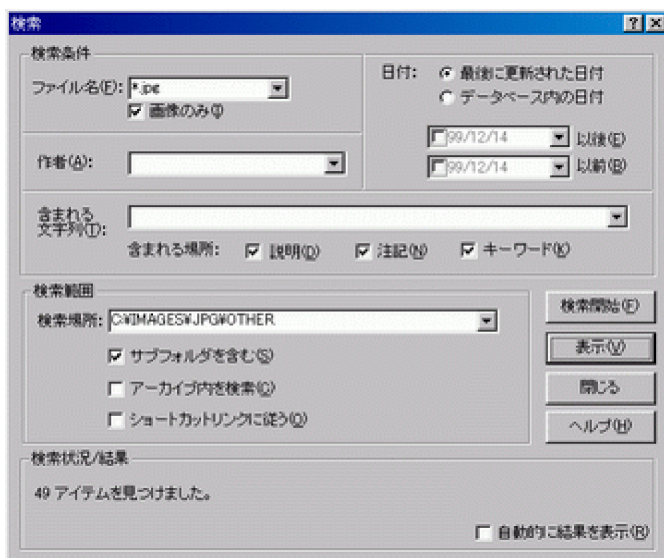 検索
検索条件
ファイル名(F): *.jpe
画像のみ(I)
日付: 最後に更新された日付
データベース内の日付
99/12/14 以後(E)
99/12/14 以前(B)
作者(A):
含まれる
文字列(T):
含まれる場所: 説明(D) 注記(N) キーワード(K)
検索範囲
検索場所: C:¥IMAGES¥JPG¥OTHER
サブフォルダを含む(S)
アーカイブ内を検索(C)
ショートカットリンクに従う(O)
検索開始(F)
表示(V)
閉じる
ヘルプ(H)
検索状況/結果
49 アイテムを見つけました。
自動的に結果を表示(R)